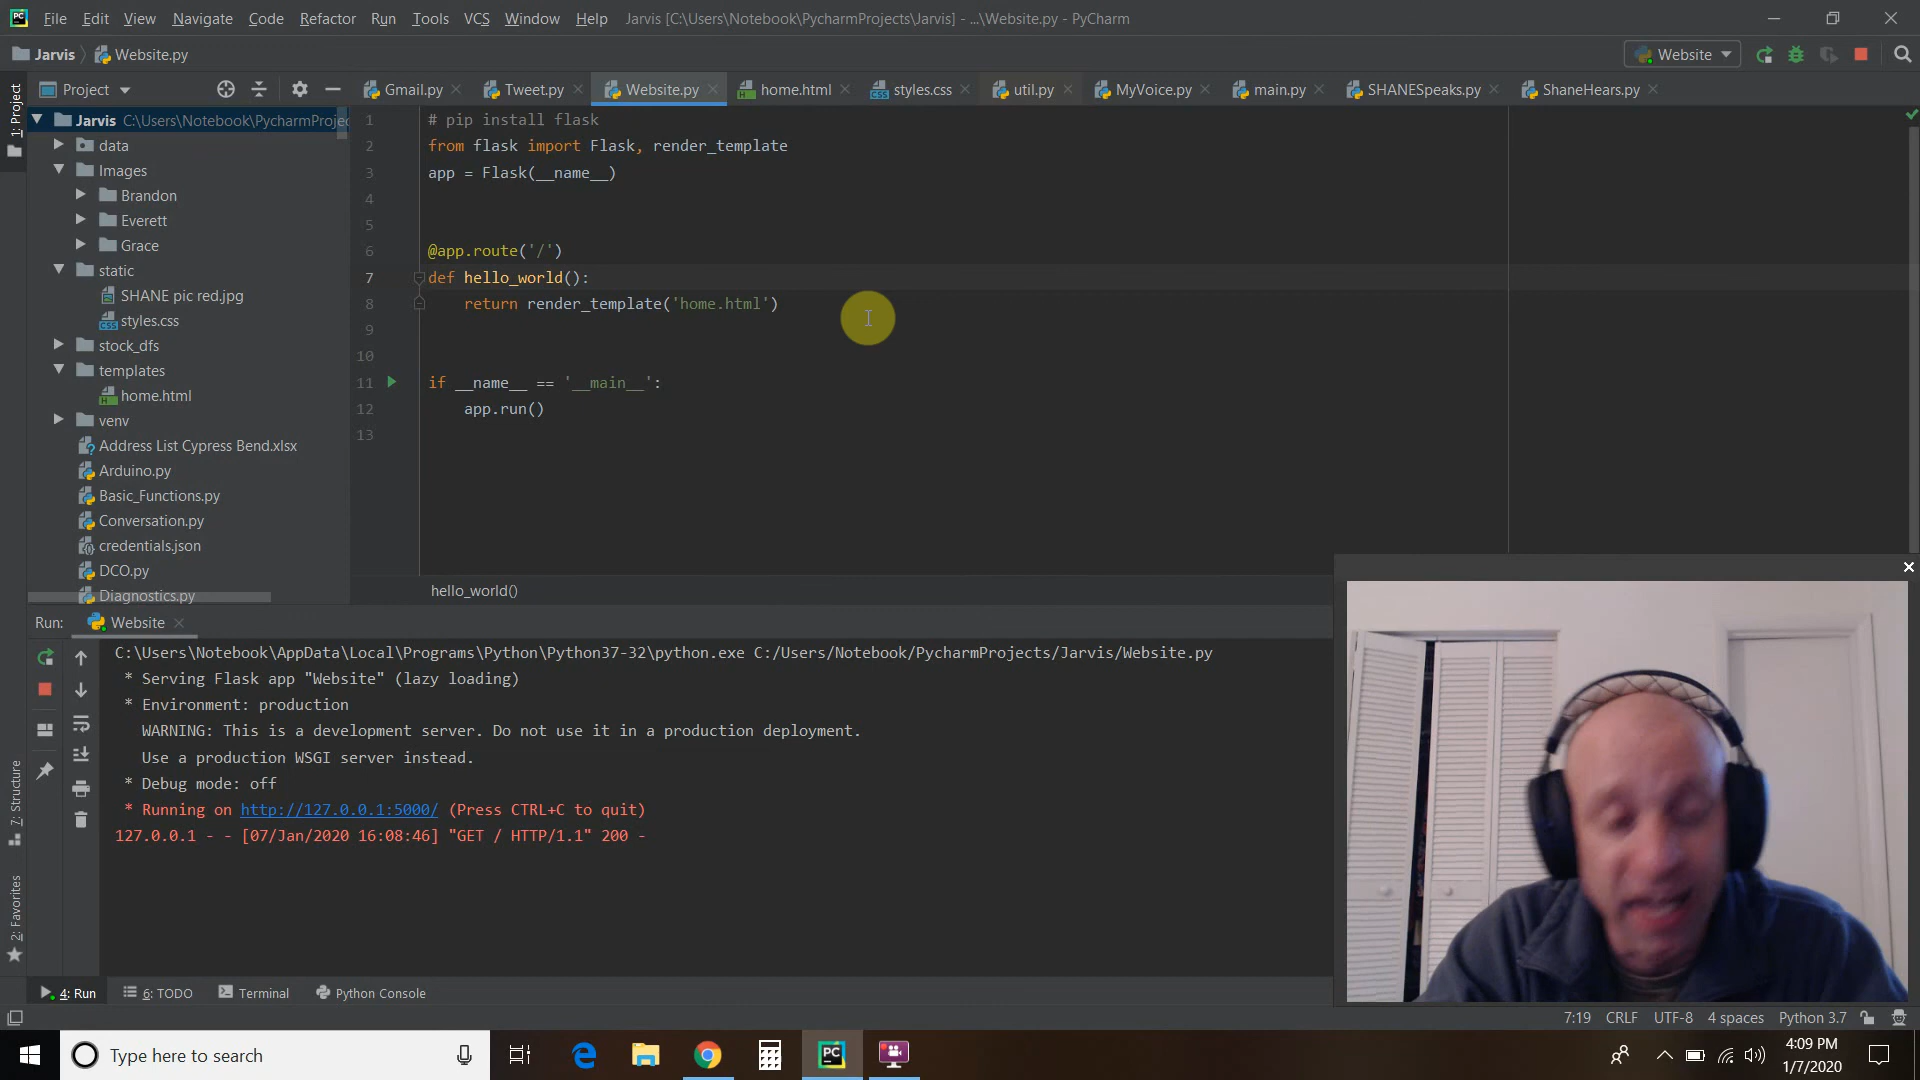 File Edit View Navigate Code Refactor Run Tools VCS Window Help Jarvis [C:\Users\Notebook\PycharmProjects\Jarvis] - ...\Website.py - PyCharm
Jarvis Website.py
Website
Project
Gmail.py Tweet.py Website.py home.html styles.css util.py MyVoice.py main.py SHANESpeaks.py ShaneHears.py
1: Project
Jarvis C:\Users\Notebook\PycharmProjec
data
Images
Brandon
Everett
Grace
static
SHANE pic red.jpg
styles.css
stock_dfs
templates
home.html
venv
Address List Cypress Bend.xlsx
Arduino.py
Basic_Functions.py
Conversation.py
credentials.json
DCO.py
Diagnostics.py
1 # pip install flask
2 from flask import Flask, render_template
3 app = Flask(__name__)
4
5
6 @app.route('/')
7 def hello_world():
8 return render_template('home.html')
9
10
11 if __name__ == '__main__':
12 app.run()
13
hello_world()
Run: Website
C:\Users\Notebook\AppData\Local\Programs\Python\Python37-32\python.exe C:/Users/Notebook/PycharmProjects/Jarvis/Website.py
* Serving Flask app "Website" (lazy loading)
* Environment: production
WARNING: This is a development server. Do not use it in a production deployment.
Use a production WSGI server instead.
* Debug mode: off
* Running on http://127.0.0.1:5000/ (Press CTRL+C to quit)
127.0.0.1 - - [07/Jan/2020 16:08:46] "GET / HTTP/1.1" 200 -
7: Structure
2: Favorites
4: Run 6: TODO Terminal Python Console
7:19 CRLF UTF-8 4 spaces Python 3.7
Type here to search
PC
4:09 PM
1/7/2020